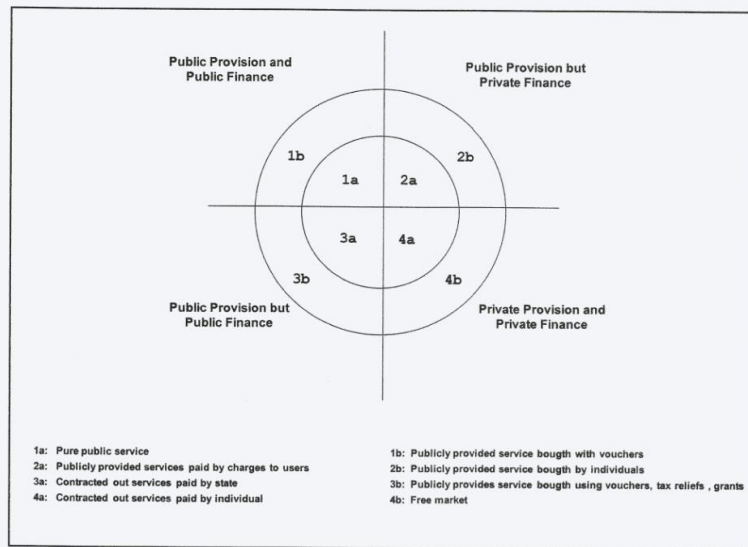 Public Provision and
Public Finance
Public Provision but
Private Finance
1b
2b
1a
2a
3a
4a
3b
4b
Public Provision but
Public Finance
Private Provision and
Private Finance
1a: Pure public service
2a: Publicly provided services paid by charges to users
3a: Contracted out services paid by state
4a: Contracted out services paid by individual
1b: Publicly provided service bougth with vouchers
2b: Publicly provided service bougth by individuals
3b: Publicly provides service bougth using vouchers, tax reliefs , grants
4b: Free market